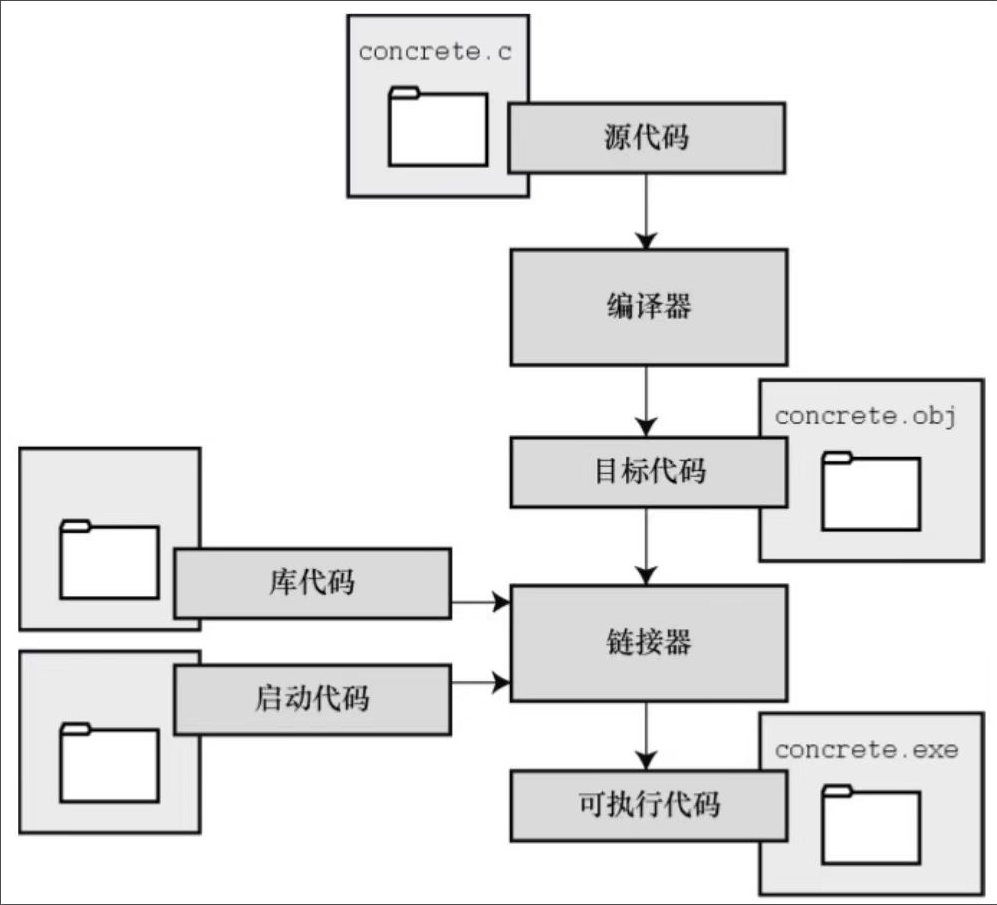 concrete.c
源代码
编译器
concrete.obj
目标代码
库代码
链接器
启动代码
concrete.exe
可执行代码